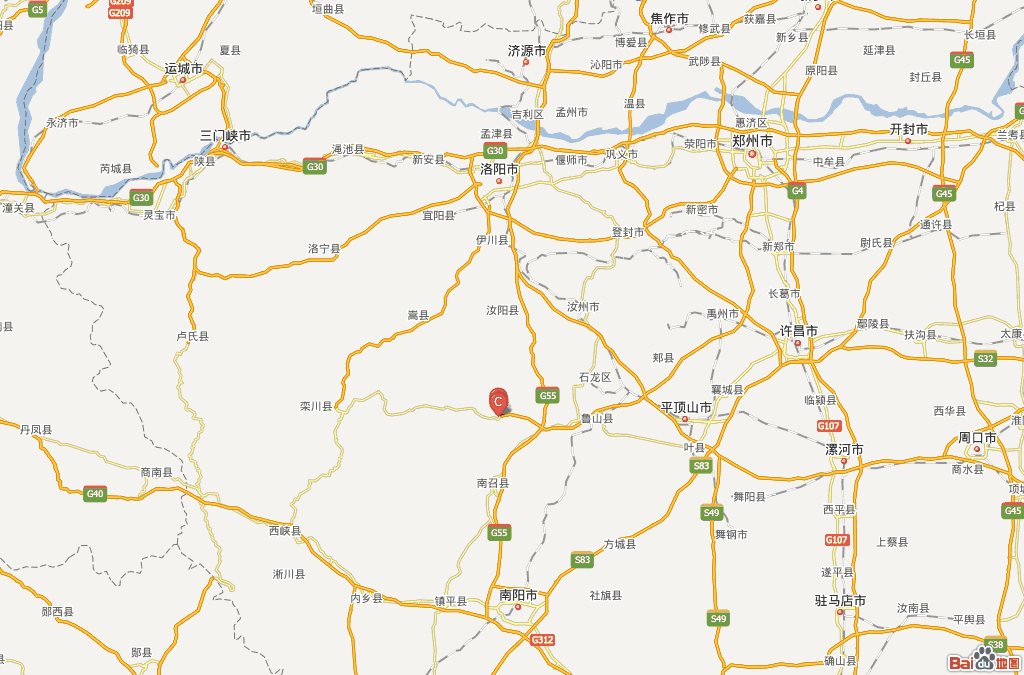 G209
垣曲县
焦作市
获嘉县
G5
G209
长垣县
临猗县
夏县
济源市
博爱县
修武县
新乡县
延津县
G45
运城市
沁阳市
武陟县
原阳县
封丘县
永济市
吉利区
孟州市
温县
惠济区
三门峡市
孟津县
郑州市
开封市
兰考县
陕县
渑池县
新安县
G30
偃师市
巩义市
荥阳市
中牟县
芮城县
G30
洛阳市
G30
G4
G45
潼关县
灵宝市
宜阳县
新密市
杞县
洛宁县
伊川县
登封市
新郑市
尉氏县
通许县
嵩县
汝阳县
汝州市
长葛市
禹州市
卢氏县
许昌市
鄢陵县
扶沟县
太康
郏县
S32
石龙区
襄城县
栾川县
C
G55
鲁山县
平顶山市
临颍县
西华县
丹凤县
G107
淮
叶县
漯河市
周口市
商南县
S83
商水县
南召县
G40
舞阳县
项城
S49
西平县
G45
西峡县
G55
舞钢市
G107
上蔡县
方城县
S83
淅川县
遂平县
内乡县
镇平县
南阳市
社旗县
驻马店市
郧西县
汝南县
S49
平舆县
G312
S38
郧县
确山县
Bai du 地图